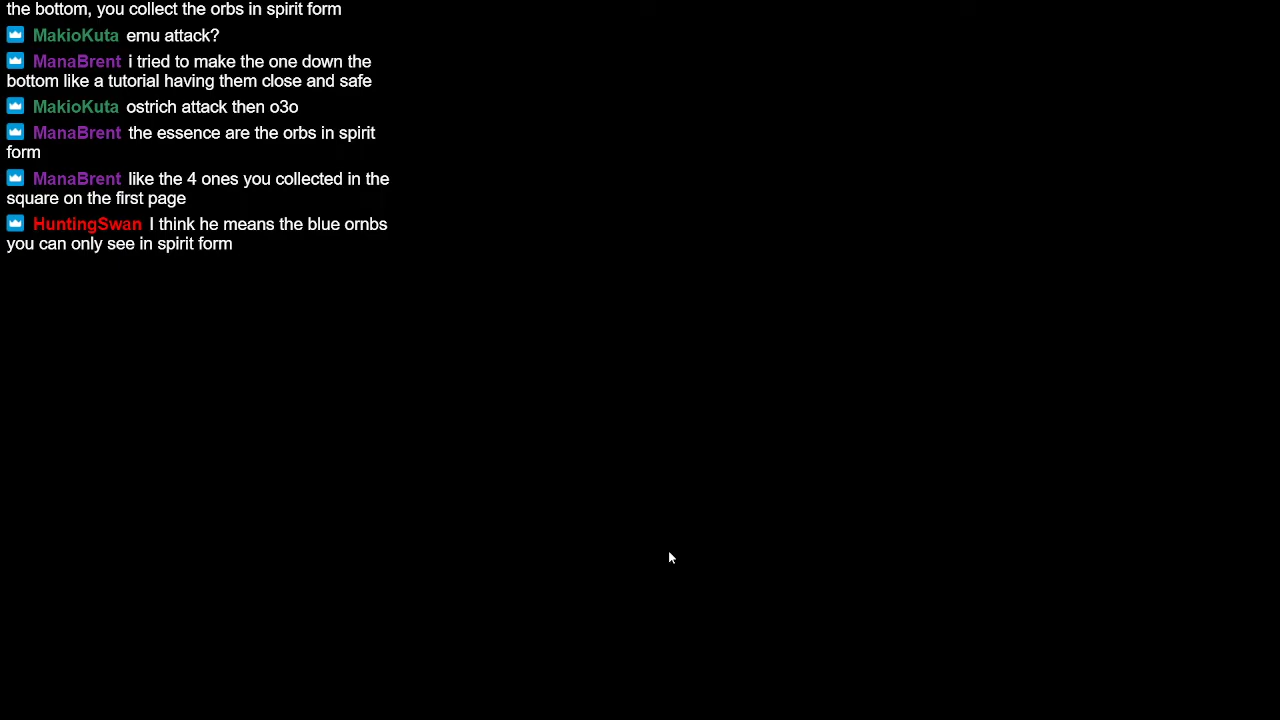 the bottom, you collect the orbs in spirit form
MakioKuta emu attack?
ManaBrent i tried to make the one down the
bottom like a tutorial having them close and safe
MakioKuta ostrich attack then o3o
ManaBrent the essence are the orbs in spirit
form
ManaBrent like the 4 ones you collected in the
square on the first page
HuntingSwan I think he means the blue ornbs
you can only see in spirit form